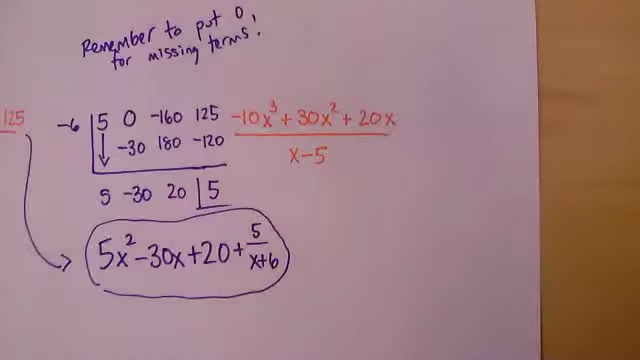 Remember to put 0,
for missing terms!
125
-6 | 5 0 -160 125
-30 180 -120
5 -30 20 | 5
5x² - 30x + 20 + 5/(x+6)
-10x³ + 30x² + 20x
x - 5